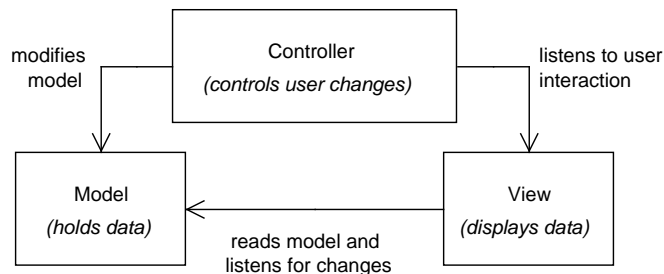 modifies
model
Controller
(controls user changes)
listens to user
interaction
Model
(holds data)
View
(displays data)
reads model and
listens for changes